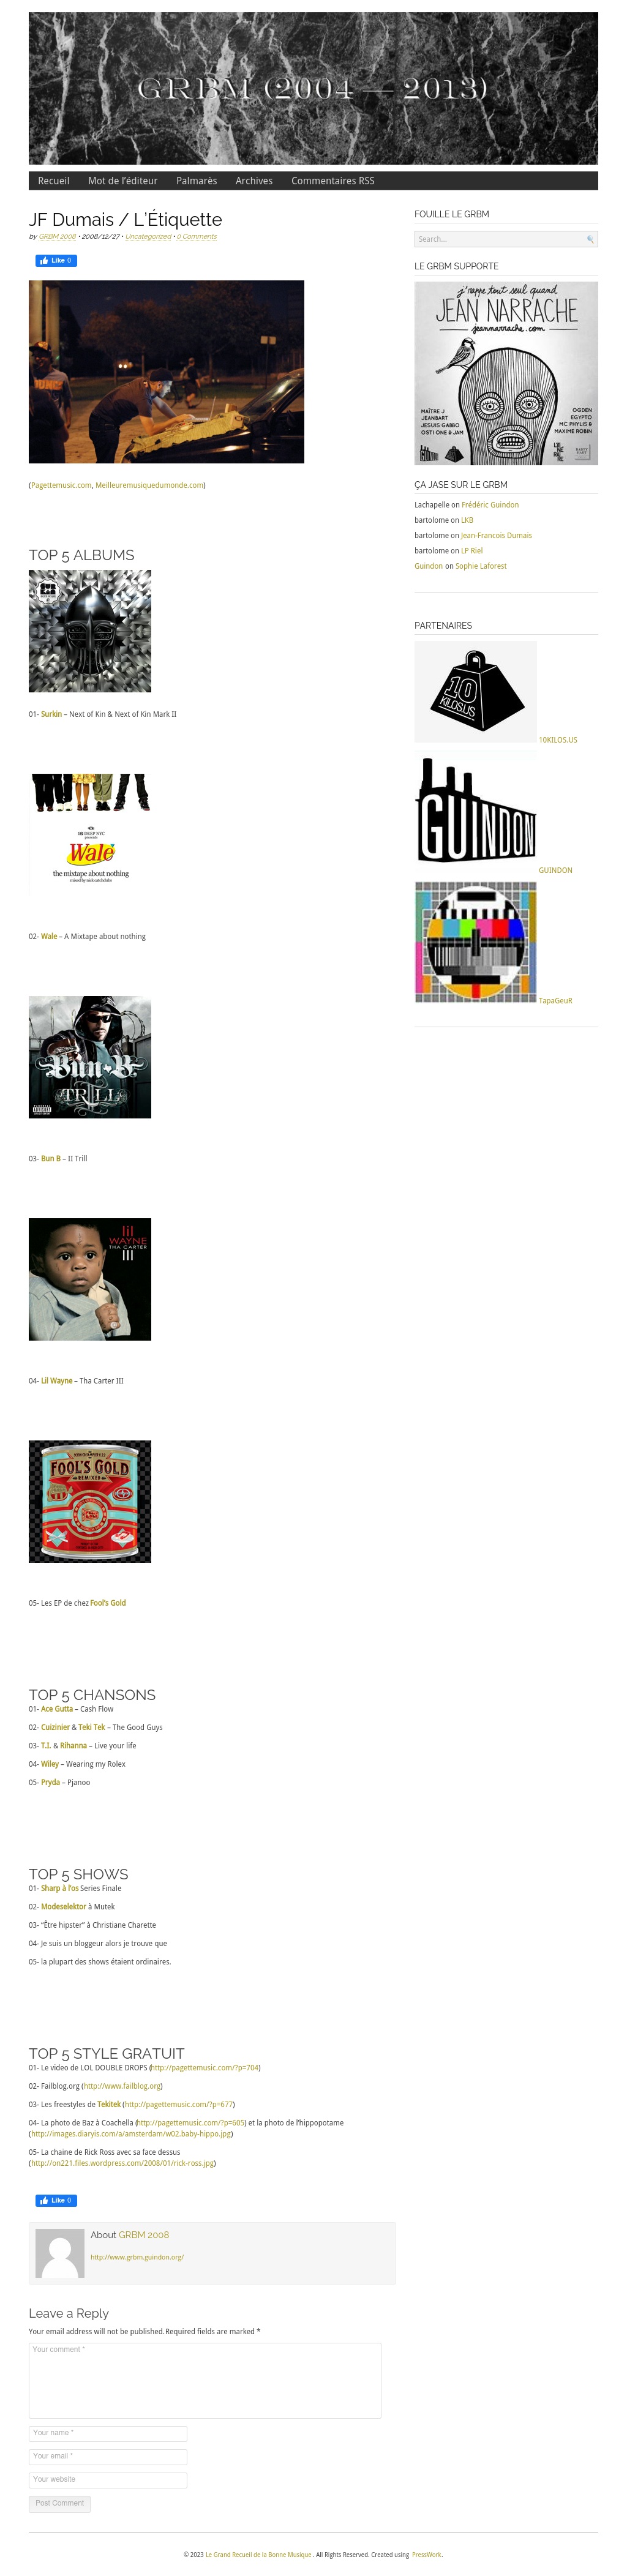 GRBM (2004 — 2013)
Recueil
Mot de l'éditeur
Palmarès
Archives
Commentaires RSS
JF Dumais / L'Étiquette
by GRBM 2008 • 2008/12/27 • Uncategorized • 0 Comments
Like 0
(Pagettemusic.com, Meilleuremusiquedumonde.com)
TOP 5 ALBUMS
01- Surkin – Next of Kin & Next of Kin Mark II
10 DEEP NYC
presents
Wale
the mixtape about nothing
mixed by nick catchdubs
02- Wale – A Mixtape about nothing
BUN·B
TRILL
03- Bun B – II Trill
lil
WAYNE
THA CARTER
III
04- Lil Wayne – Tha Carter III
FOOL'S GOLD
REMIXED
05- Les EP de chez Fool's Gold
TOP 5 CHANSONS
01- Ace Gutta – Cash Flow
02- Cuizinier & Teki Tek – The Good Guys
03- T.I. & Rihanna – Live your life
04- Wiley – Wearing my Rolex
05- Pryda – Pjanoo
TOP 5 SHOWS
01- Sharp à l'os Series Finale
02- Modeselektor à Mutek
03- "Être hipster" à Christiane Charette
04- Je suis un bloggeur alors je trouve que
05- la plupart des shows étaient ordinaires.
TOP 5 STYLE GRATUIT
01- Le video de LOL DOUBLE DROPS (http://pagettemusic.com/?p=704)
02- Failblog.org (http://www.failblog.org)
03- Les freestyles de Tekitek (http://pagettemusic.com/?p=677)
04- La photo de Baz à Coachella (http://pagettemusic.com/?p=605) et la photo de l'hippopotame
(http://images.diaryis.com/a/amsterdam/w02.baby-hippo.jpg)
05- La chaine de Rick Ross avec sa face dessus
(http://on221.files.wordpress.com/2008/01/rick-ross.jpg)
Like 0
About GRBM 2008
http://www.grbm.guindon.org/
Leave a Reply
Your email address will not be published. Required fields are marked *
Your comment *
Your name *
Your email *
Your website
Post Comment
FOUILLE LE GRBM
Search...
LE GRBM SUPPORTE
j'rappe tout seul quand
JEAN NARRACHE
jeannarrache.com
MAÎTRE J
JEANBART
JESUIS GABBO
OSTI ONE & JAM
OGDEN
EGYPTO
MC PHYLIS &
MAXIME ROBIN
ÇA JASE SUR LE GRBM
Lachapelle on Frédéric Guindon
bartolome on LKB
bartolome on Jean-Francois Dumais
bartolome on LP Riel
Guindon on Sophie Laforest
PARTENAIRES
10
KILOS.US
10KILOS.US
GUINDON
GUINDON
TapaGeuR
© 2023 Le Grand Recueil de la Bonne Musique . All Rights Reserved. Created using PressWork.